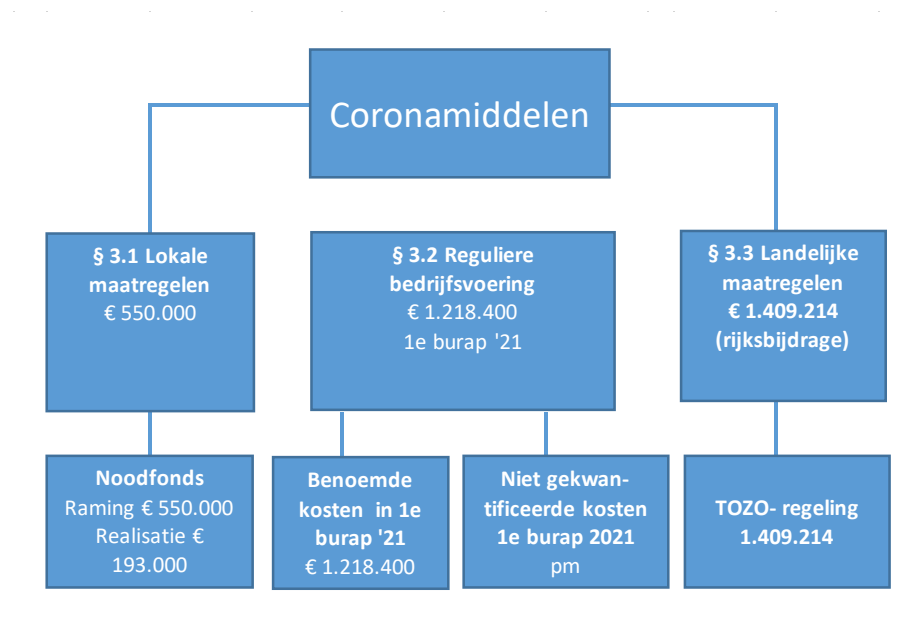 Coronamiddelen
§ 3.1 Lokale
maatregelen
€ 550.000
§ 3.2 Reguliere
bedrijfsvoering
€ 1.218.400
1e burap '21
§ 3.3 Landelijke
maatregelen
€ 1.409.214
(rijksbijdrage)
Noodfonds
Raming € 550.000
Realisatie €
193.000
Benoemde
kosten in 1e
burap '21
€ 1.218.400
Niet gekwan-
tificeerde kosten
1e burap 2021
pm
TOZO- regeling
1.409.214